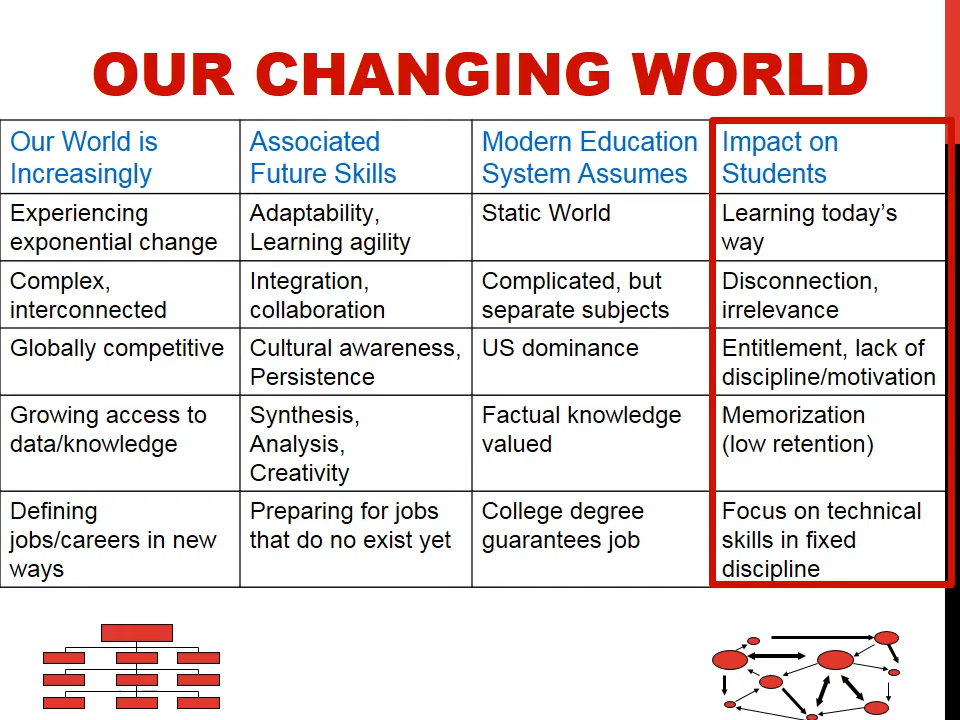 OUR CHANGING WORLD
Our World is
Increasingly
Associated
Future Skills
Modern Education
System Assumes
Impact on
Students
Experiencing
exponential change
Adaptability,
Learning agility
Static World
Learning today’s
way
Complex,
interconnected
Integration,
collaboration
Complicated, but
separate subjects
Disconnection,
irrelevance
Globally competitive
Cultural awareness,
Persistence
US dominance
Entitlement, lack of
discipline/motivation
Growing access to
data/knowledge
Synthesis,
Analysis,
Creativity
Factual knowledge
valued
Memorization
(low retention)
Defining
jobs/careers in new
ways
Preparing for jobs
that do no exist yet
College degree
guarantees job
Focus on technical
skills in fixed
discipline